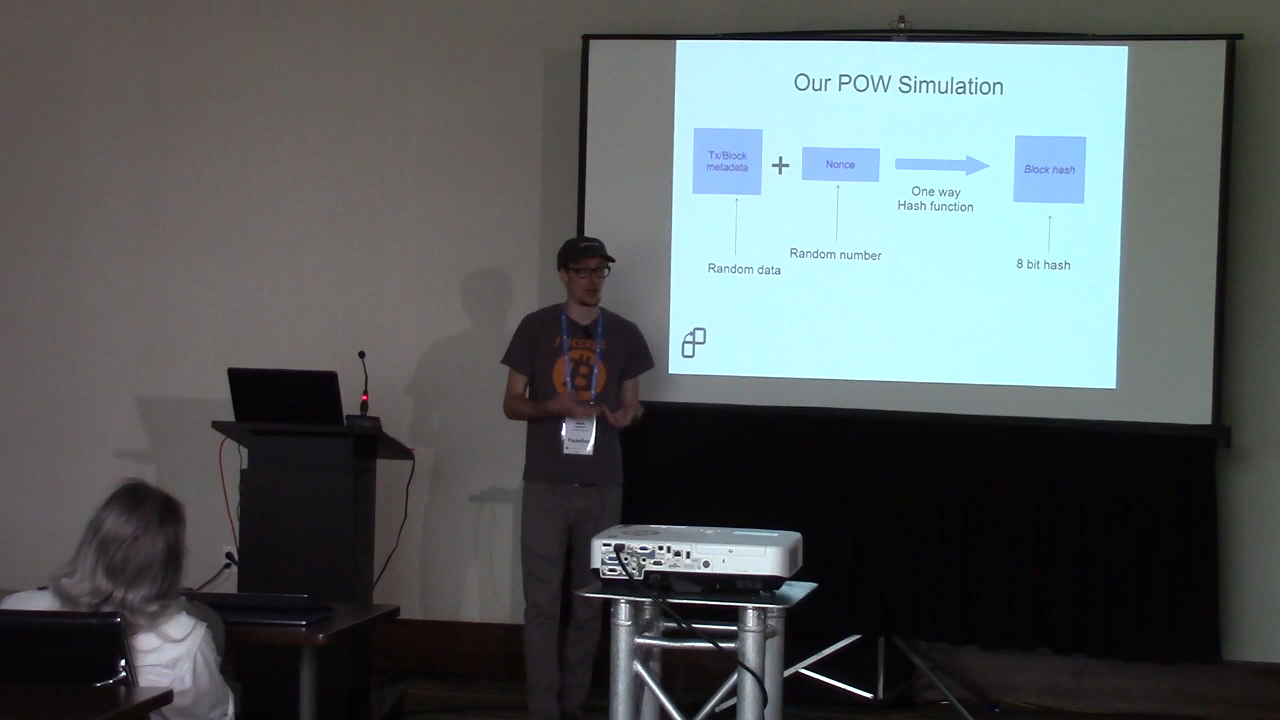 Our POW Simulation
Tx/Block
metadata
+
Nonce
One way
Hash function
Block hash
Random data
Random number
8 bit hash
I accept